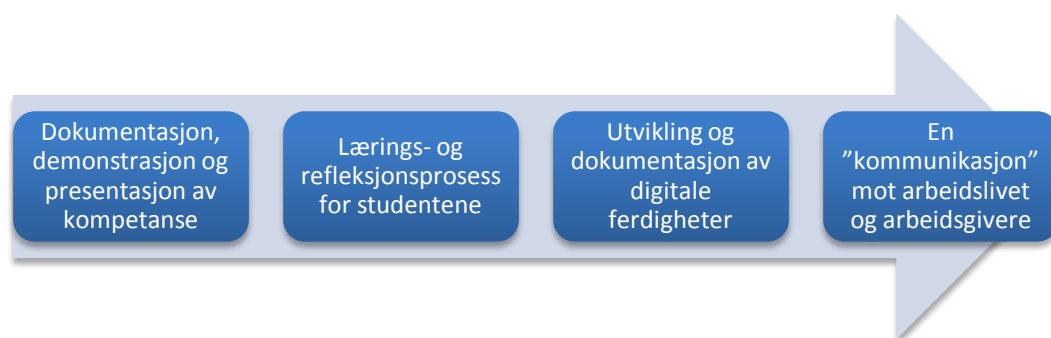 Dokumentasjon,
demonstrasjon og
presentasjon av
kompetanse
Lærings- og
refleksjonsprosess
for studentene
Utvikling og
dokumentasjon av
digitale
ferdigheter
En
”kommunikasjon”
mot arbeidslivet
og arbeidsgivere